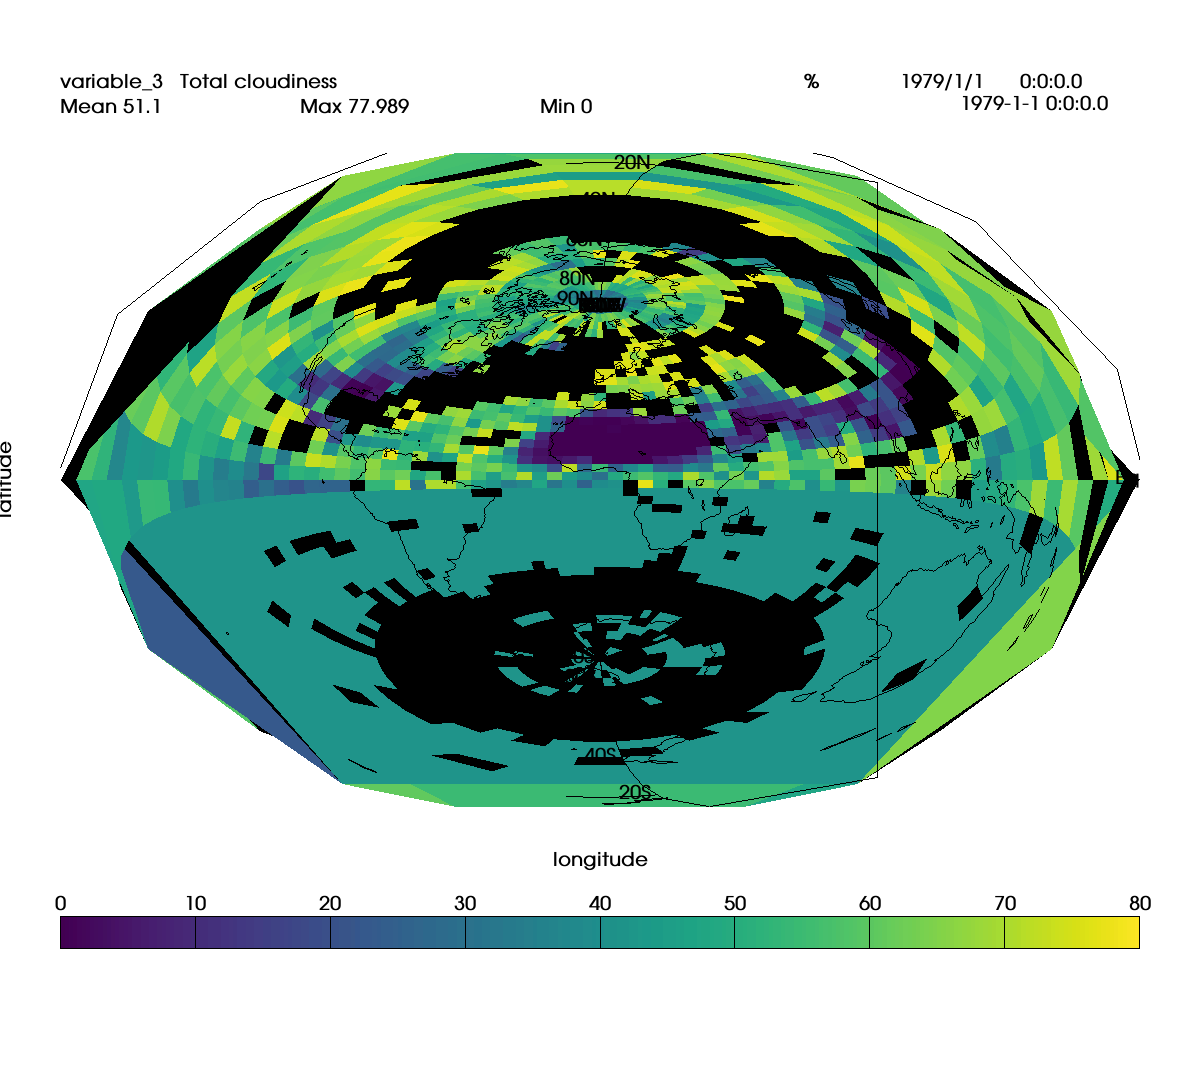 variable_3 Total cloudiness % 1979/1/1 0:0:0.0
Mean 51.1 Max 77.989 Min 0 1979-1-1 0:0:0.0
20N
40N
60N
80N
90N
latitude
40S
20S
longitude
0 10 20 30 40 50 60 70 80